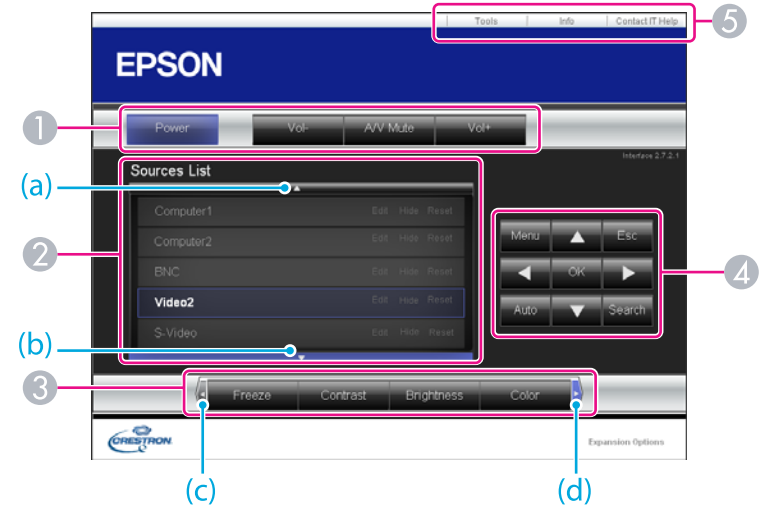 Tools Info Contact IT Help 5
EPSON
1 Power Vol- A/V Mute Vol+
Interface 2.7.2.1
Sources List
(a)
Computer1 Edit Hide Reset
Computer2 Edit Hide Reset
2 BNC Edit Hide Reset
Video2 Edit Hide Reset
S-Video Edit Hide Reset
(b)
Menu Esc
OK 4
Auto Search
3 Freeze Contrast Brightness Color
CRESTRON Expansion Options
(c) (d)